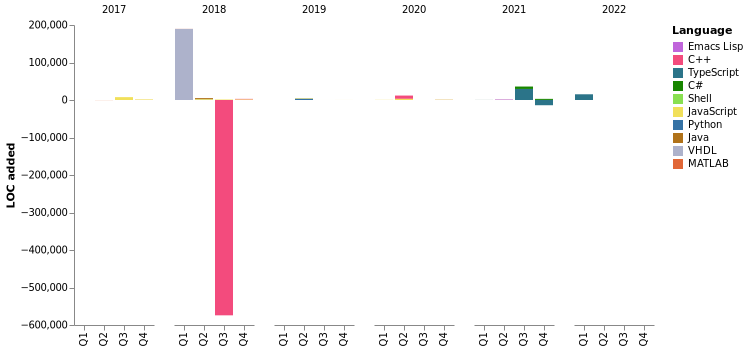 2017 2018 2019 2020 2021 2022
Language
Emacs Lisp
C++
TypeScript
C#
Shell
JavaScript
Python
Java
VHDL
MATLAB
LOC added
200,000
100,000
0
−100,000
−200,000
−300,000
−400,000
−500,000
−600,000
Q1 Q2 Q3 Q4 Q1 Q2 Q3 Q4 Q1 Q2 Q3 Q4 Q1 Q2 Q3 Q4 Q1 Q2 Q3 Q4 Q1 Q2 Q3 Q4